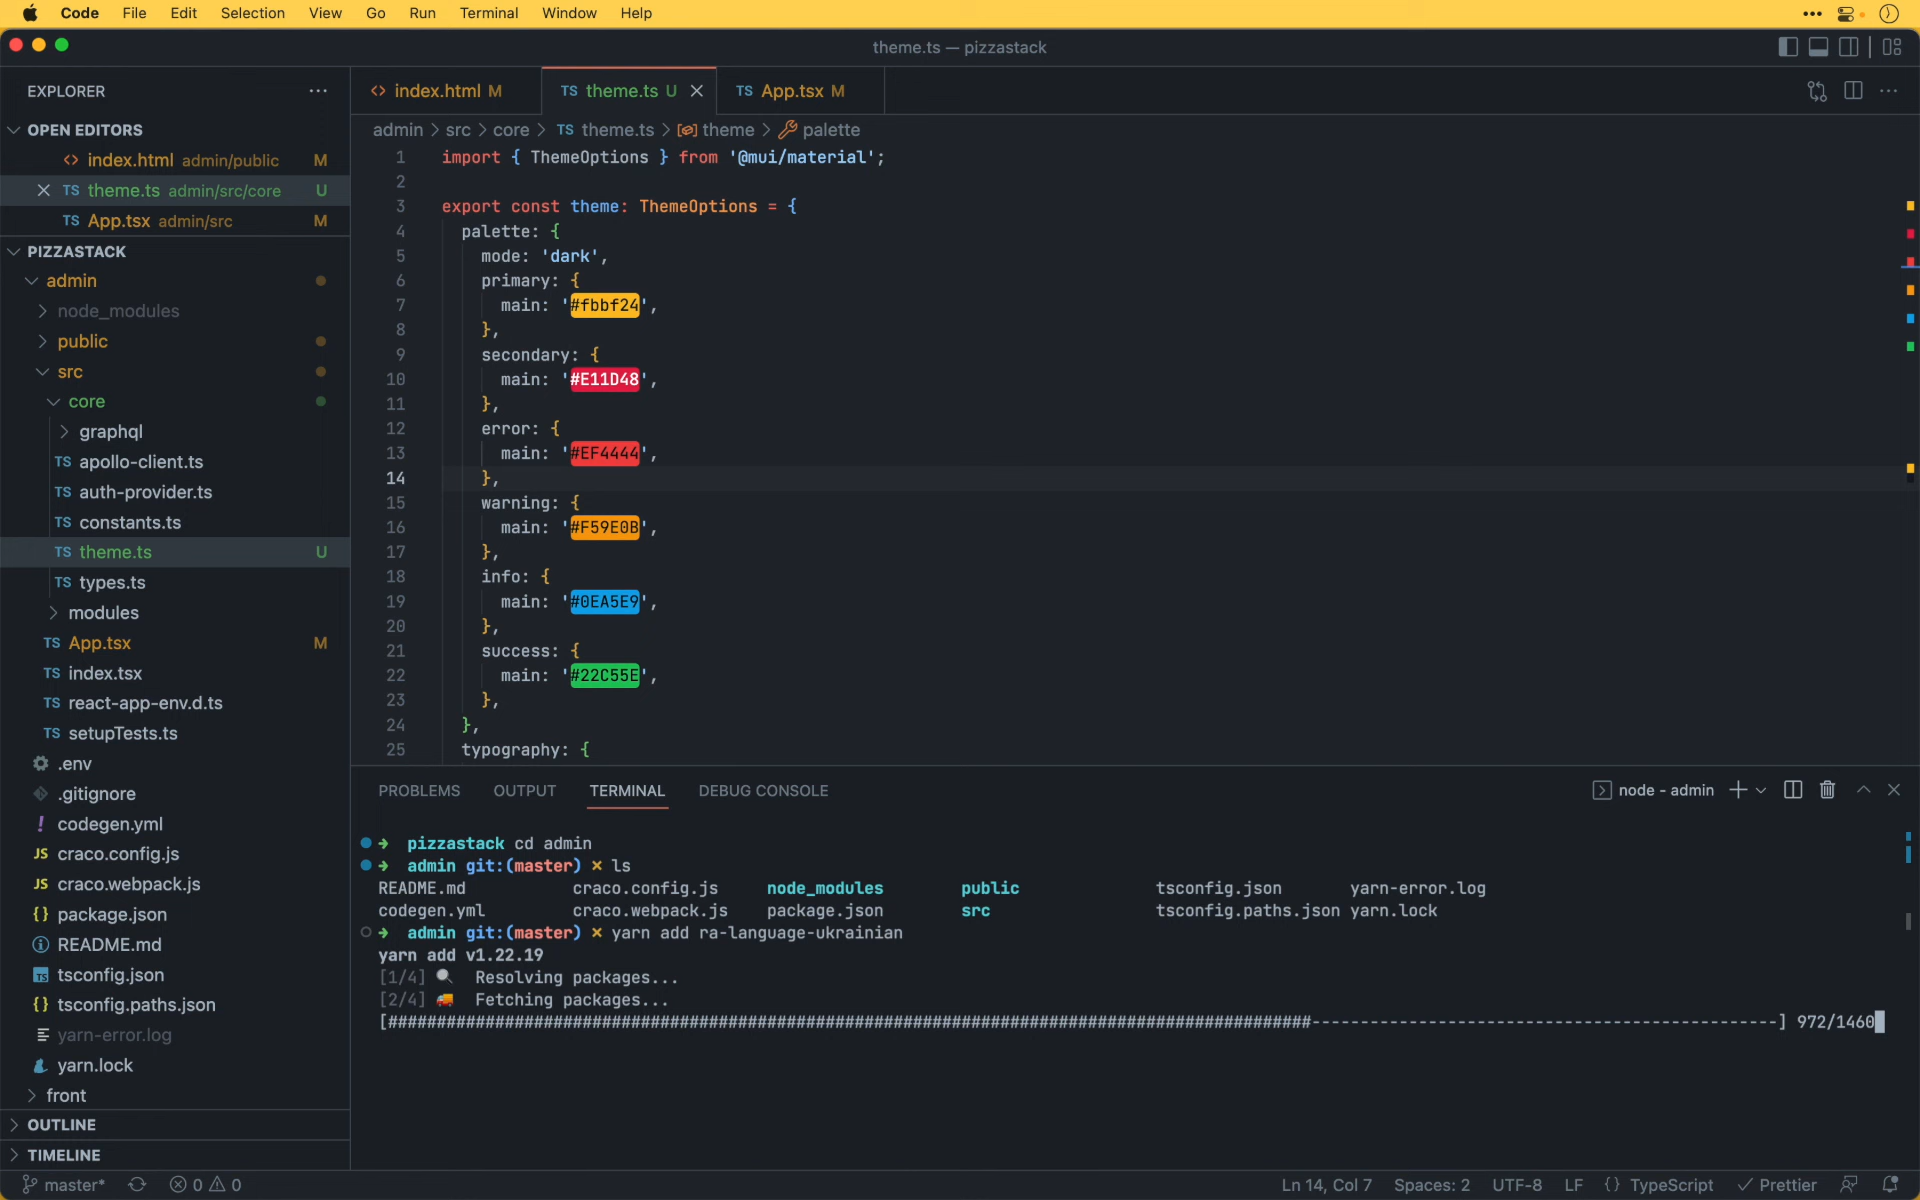 Code File Edit Selection View Go Run Terminal Window Help
theme.ts — pizzastack
EXPLORER
OPEN EDITORS
index.html admin/public M
TS theme.ts admin/src/core U
TS App.tsx admin/src M
PIZZASTACK
admin
node_modules
public
src
core
graphql
TS apollo-client.ts
TS auth-provider.ts
TS constants.ts
TS theme.ts U
TS types.ts
modules
TS App.tsx M
TS index.tsx
TS react-app-env.d.ts
TS setupTests.ts
.env
.gitignore
! codegen.yml
JS craco.config.js
JS craco.webpack.js
{} package.json
README.md
TS tsconfig.json
{} tsconfig.paths.json
yarn-error.log
yarn.lock
front
OUTLINE
TIMELINE
<> index.html M
TS theme.ts U
TS App.tsx M
admin > src > core > TS theme.ts > theme > palette
1 import { ThemeOptions } from '@mui/material';
2
3 export const theme: ThemeOptions = {
4 palette: {
5 mode: 'dark',
6 primary: {
7 main: '#fbbf24',
8 },
9 secondary: {
10 main: '#E11D48',
11 },
12 error: {
13 main: '#EF4444',
14 },
15 warning: {
16 main: '#F59E0B',
17 },
18 info: {
19 main: '#0EA5E9',
20 },
21 success: {
22 main: '#22C55E',
23 },
24 },
25 typography: {
PROBLEMS OUTPUT TERMINAL DEBUG CONSOLE
node - admin
➜ pizzastack cd admin
➜ admin git:(master) ✗ ls
README.md craco.config.js node_modules public tsconfig.json yarn-error.log
codegen.yml craco.webpack.js package.json src tsconfig.paths.json yarn.lock
➜ admin git:(master) ✗ yarn add ra-language-ukrainian
yarn add v1.22.19
[1/4] 🔍 Resolving packages...
[2/4] 🚚 Fetching packages...
[###############################################################################################------------------------------------------------] 972/1460
master* 0 0
Ln 14, Col 7 Spaces: 2 UTF-8 LF {} TypeScript Prettier